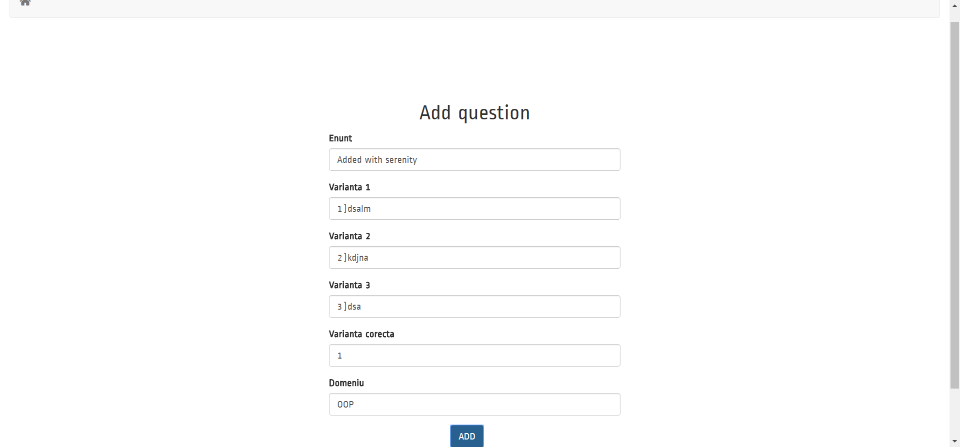 Add question
Enunt
Added with serenity
Varianta 1
1]dsalm
Varianta 2
2]kdjna
Varianta 3
3]dsa
Varianta corecta
1
Domeniu
OOP
ADD